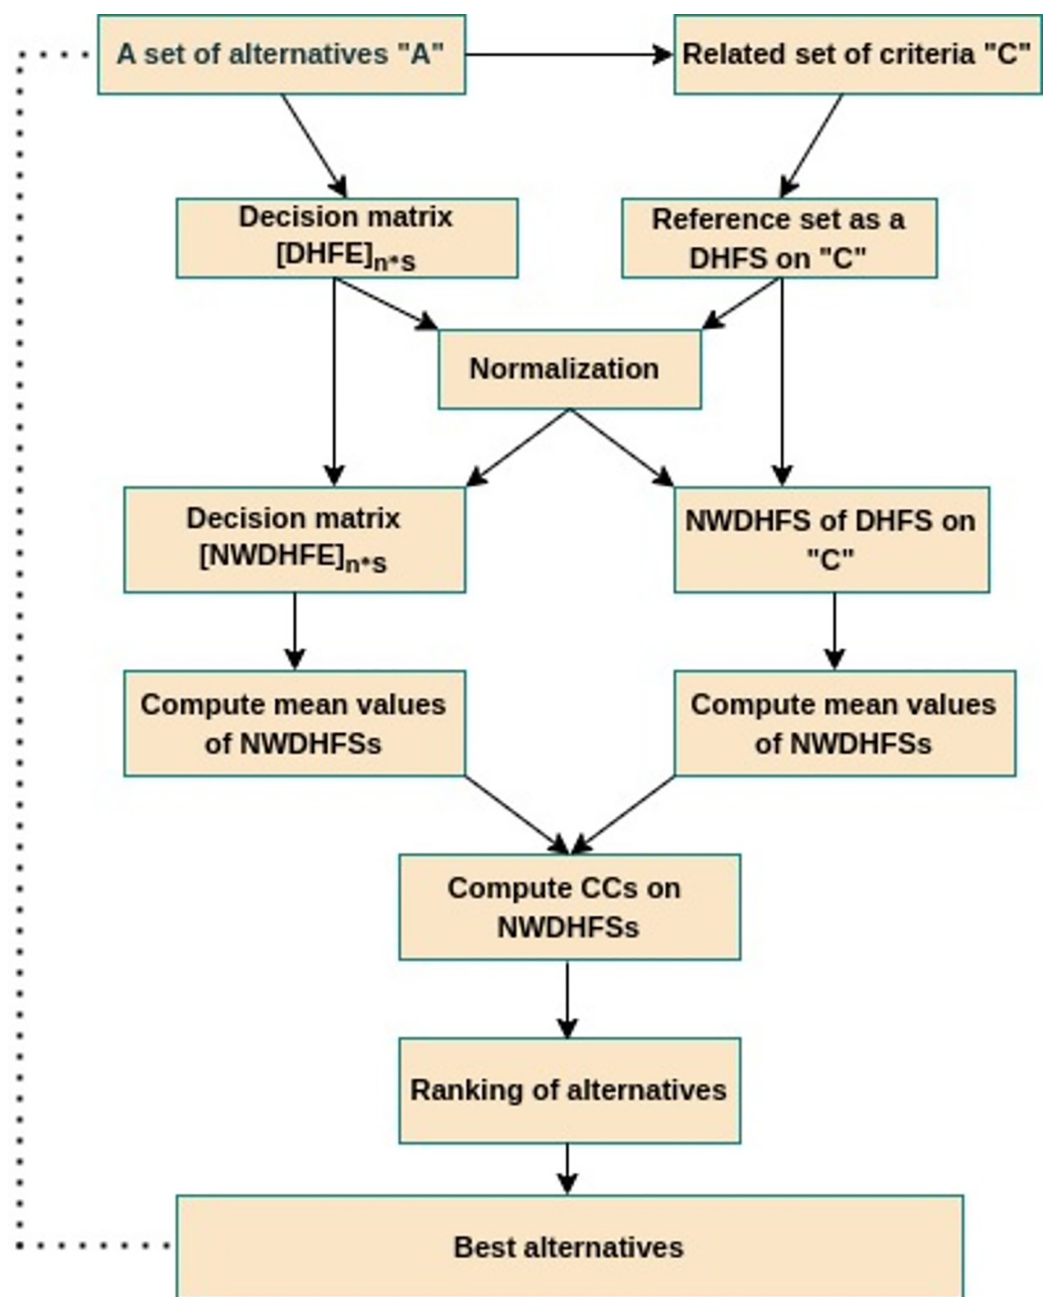 A set of alternatives "A"
Related set of criteria "C"
Decision matrix
[DHFE]n*S
Reference set as a
DHFS on "C"
Normalization
Decision matrix
[NWDHFE]n*S
NWDHFS of DHFS on
"C"
Compute mean values
of NWDHFSs
Compute mean values
of NWDHFSs
Compute CCs on
NWDHFSs
Ranking of alternatives
Best alternatives